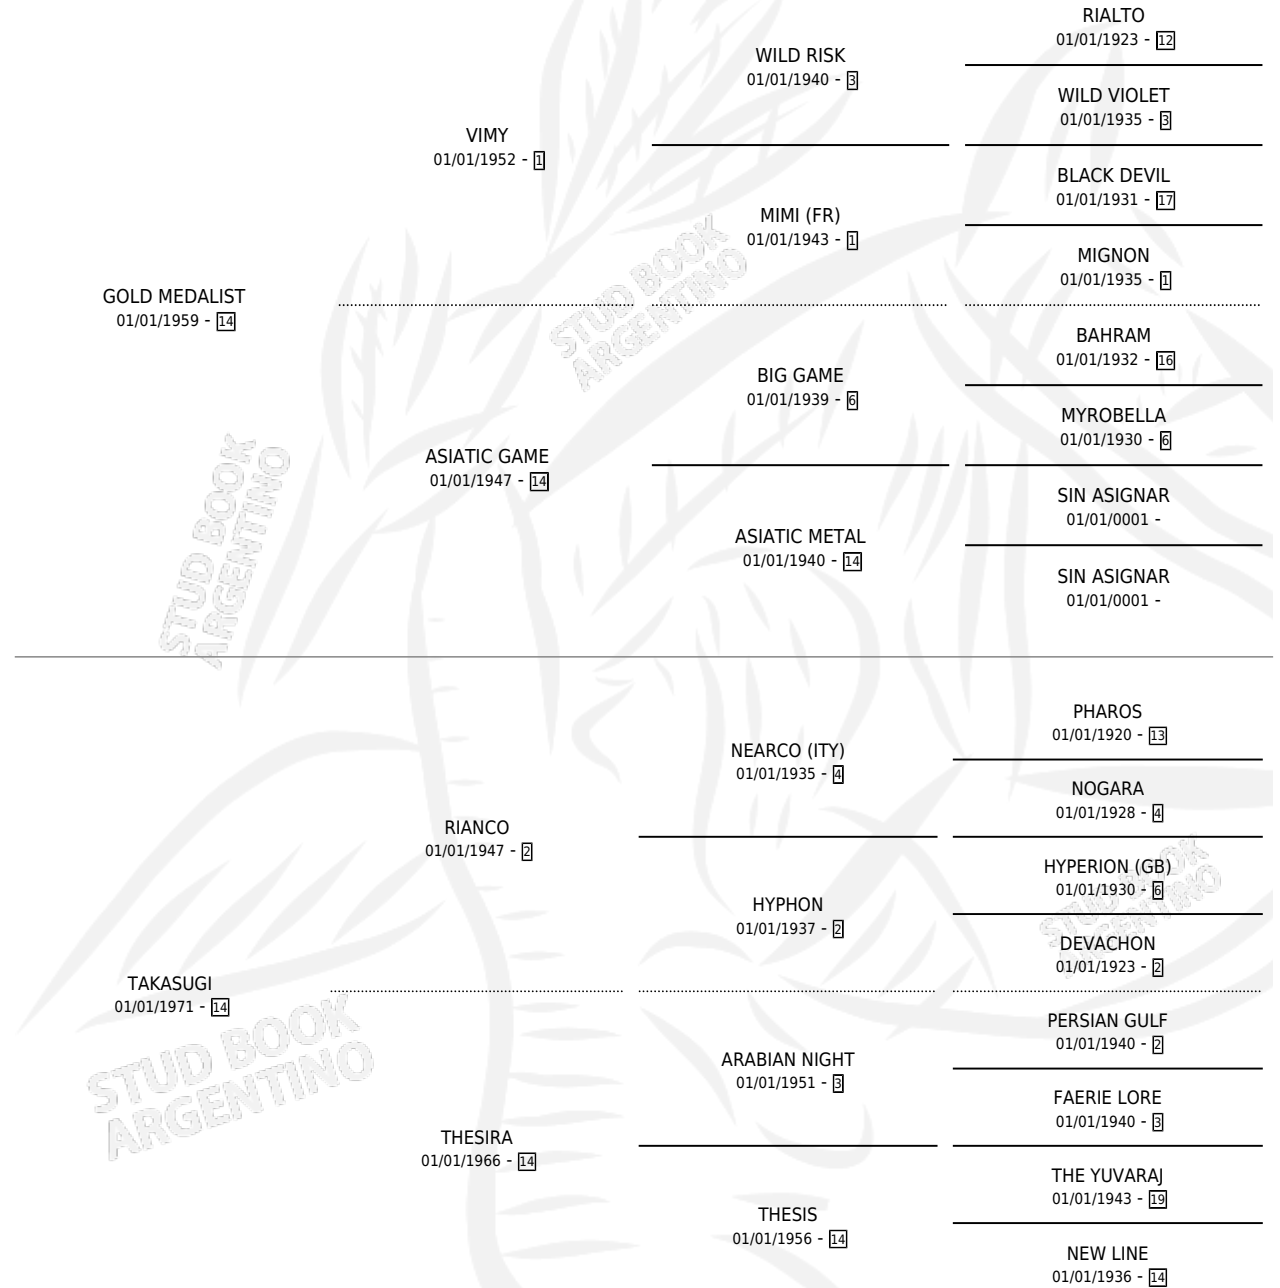 RIALTO
01/01/1923 - 12
WILD RISK
01/01/1940 - 3
WILD VIOLET
01/01/1935 - 3
VIMY
01/01/1952 - 1
BLACK DEVIL
01/01/1931 - 17
MIMI (FR)
01/01/1943 - 1
MIGNON
01/01/1935 - 1
GOLD MEDALIST
01/01/1959 - 14
BAHRAM
01/01/1932 - 16
BIG GAME
01/01/1939 - 6
MYROBELLA
01/01/1930 - 6
ASIATIC GAME
01/01/1947 - 14
SIN ASIGNAR
01/01/0001 -
ASIATIC METAL
01/01/1940 - 14
SIN ASIGNAR
01/01/0001 -
PHAROS
01/01/1920 - 13
NEARCO (ITY)
01/01/1935 - 4
NOGARA
01/01/1928 - 4
RIANCO
01/01/1947 - 2
HYPERION (GB)
01/01/1930 - 6
HYPHON
01/01/1937 - 2
DEVACHON
01/01/1923 - 2
TAKASUGI
01/01/1971 - 14
PERSIAN GULF
01/01/1940 - 2
ARABIAN NIGHT
01/01/1951 - 3
FAERIE LORE
01/01/1940 - 3
THESIRA
01/01/1966 - 14
THE YUVARAJ
01/01/1943 - 19
THESIS
01/01/1956 - 14
NEW LINE
01/01/1936 - 14
STUD BOOK
ARGENTINO
STUD BOOK
ARGENTINO
STUD BOOK
ARGENTINO
STUD BOOK
ARGENTINO